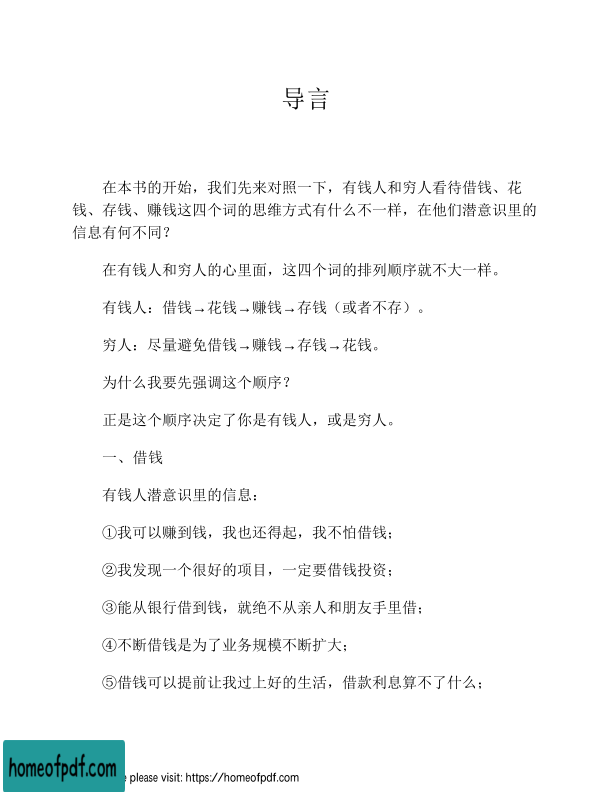 导言
在本书的开始，我们先来对照一下，有钱人和穷人看待借钱、花
钱、存钱、赚钱这四个词的思维方式有什么不一样，在他们潜意识里的
信息有何不同？
在有钱人和穷人的心里面，这四个词的排列顺序就不大一样。
有钱人：借钱→花钱→赚钱→存钱（或者不存）。
穷人：尽量避免借钱→赚钱→存钱→花钱。
为什么我要先强调这个顺序？
正是这个顺序决定了你是有钱人，或是穷人。
一、借钱
有钱人潜意识里的信息：
①我可以赚到钱，我也还得起，我不怕借钱；
②我发现一个很好的项目，一定要借钱投资；
③能从银行借到钱，就绝不从亲人和朋友手里借；
④不断借钱是为了业务规模不断扩大；
⑤借钱可以提前让我过上好的生活，借款利息算不了什么；
homeofpdf.com
e please visit: https://homeofpdf.com